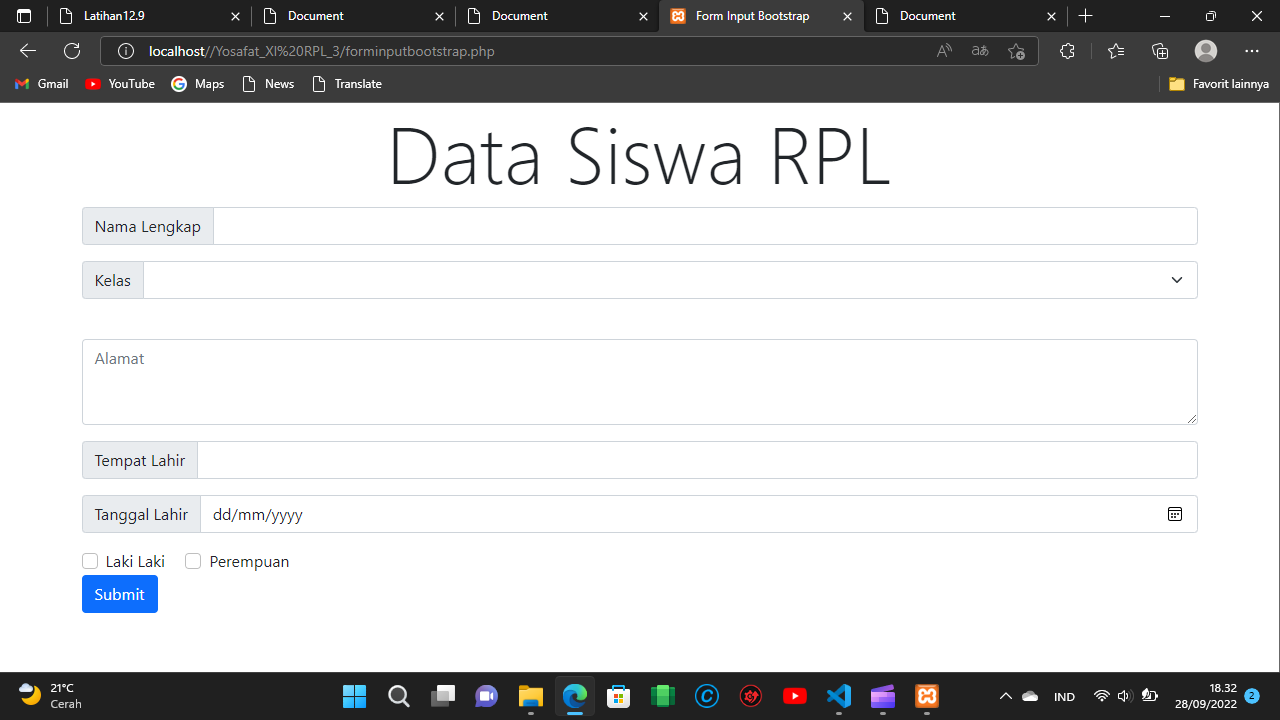 Latihan12.9 Document Document Form Input Bootstrap Document
localhost//Yosafat_XI%20RPL_3/forminputbootstrap.php
Gmail YouTube Maps News Translate Favorit lainnya
Data Siswa RPL
Nama Lengkap
Kelas
Alamat
Tempat Lahir
Tanggal Lahir dd/mm/yyyy
Laki Laki Perempuan
Submit
21°C
Cerah
IND
18.32
28/09/2022
2